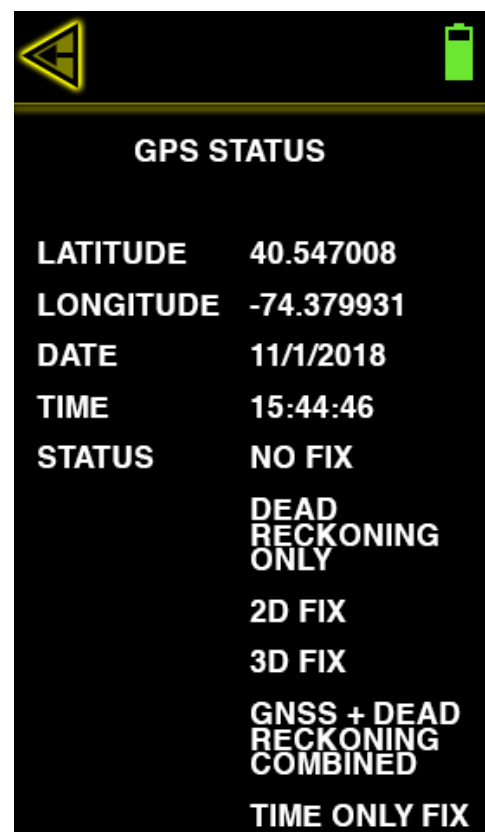 GPS STATUS
LATITUDE 40.547008
LONGITUDE -74.379931
DATE 11/1/2018
TIME 15:44:46
STATUS NO FIX
DEAD
RECKONING
ONLY
2D FIX
3D FIX
GNSS + DEAD
RECKONING
COMBINED
TIME ONLY FIX